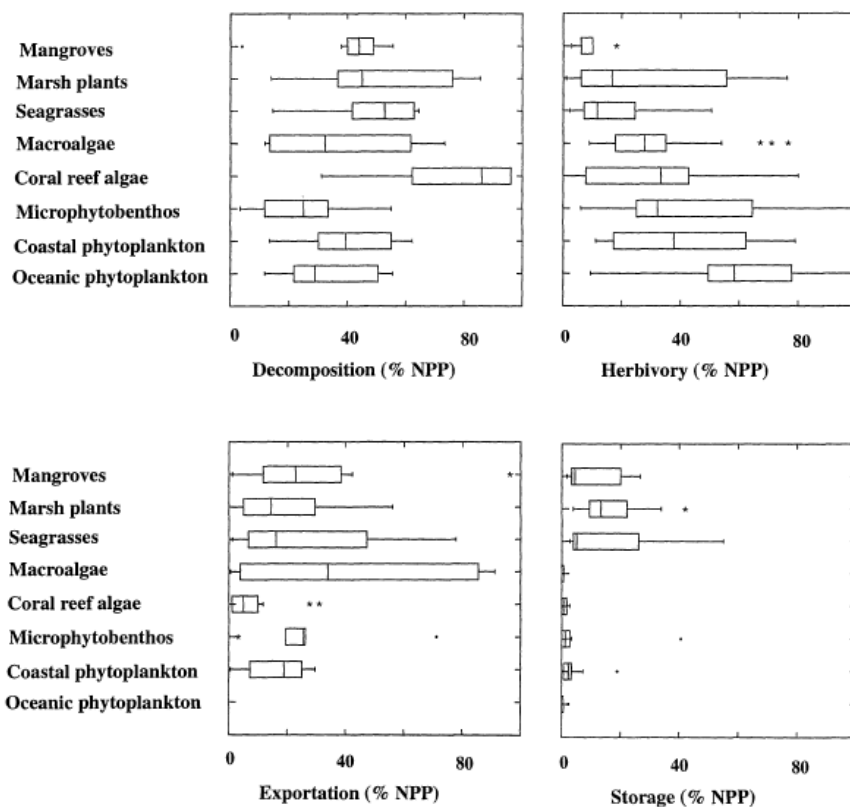 Mangroves
Marsh plants
Seagrasses
Macroalgae
Coral reef algae
Microphytobenthos
Coastal phytoplankton
Oceanic phytoplankton
0 40 80
Decomposition (% NPP)
0 40 80
Herbivory (% NPP)
Mangroves
Marsh plants
Seagrasses
Macroalgae
Coral reef algae
Microphytobenthos
Coastal phytoplankton
Oceanic phytoplankton
0 40 80
Exportation (% NPP)
0 40 80
Storage (% NPP)